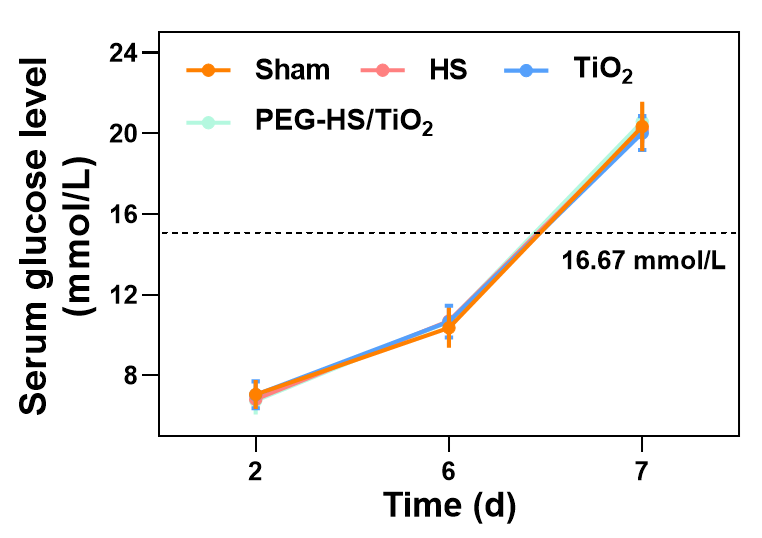 Serum glucose level
(mmol/L)
24
20
16
12
8
Sham
HS
TiO₂
PEG-HS/TiO₂
16.67 mmol/L
2
6
7
Time (d)